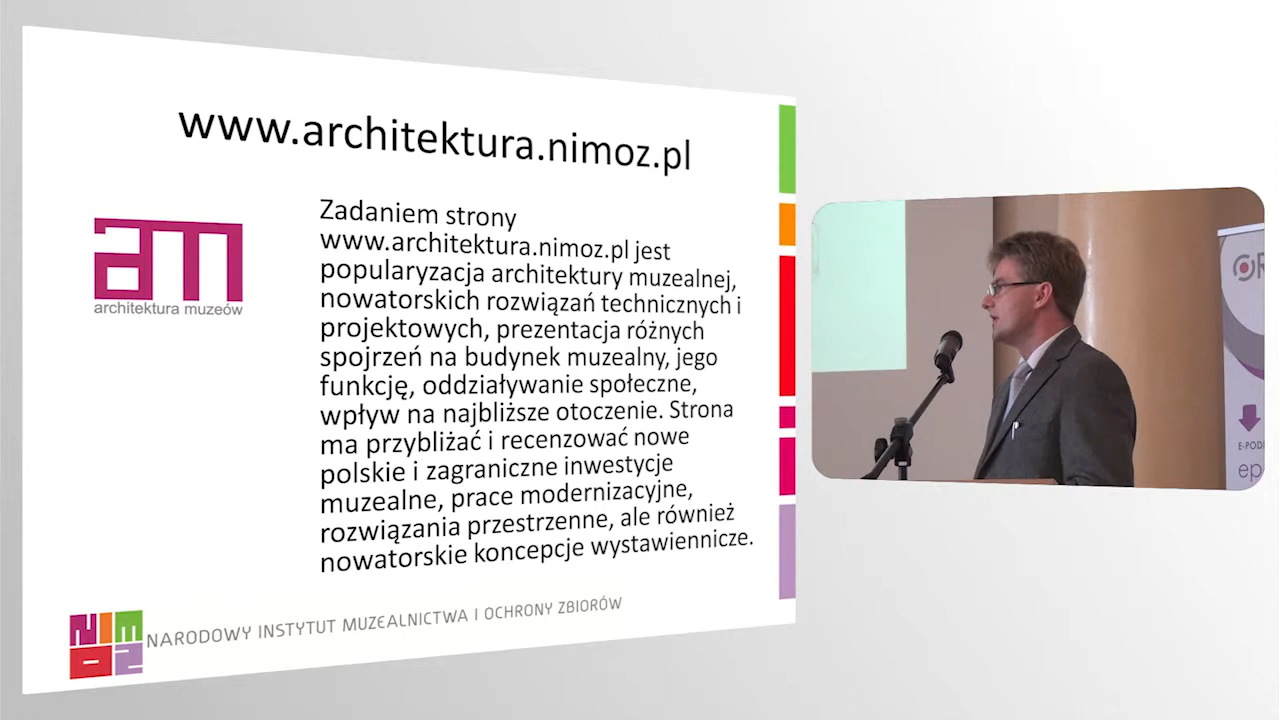 www.architektura.nimoz.pl
am
architektura muzeów
Zadaniem strony
www.architektura.nimoz.pl jest
popularyzacja architektury muzealnej,
nowatorskich rozwiązań technicznych i
projektowych, prezentacja różnych
spojrzeń na budynek muzealny, jego
funkcję, oddziaływanie społeczne,
wpływ na najbliższe otoczenie. Strona
ma przybliżać i recenzować nowe
polskie i zagraniczne inwestycje
muzealne, prace modernizacyjne,
rozwiązania przestrzenne, ale również
nowatorskie koncepcje wystawiennicze.
NIMOZ
NARODOWY INSTYTUT MUZEALNICTWA I OCHRONY ZBIORÓW
E-POD
ep